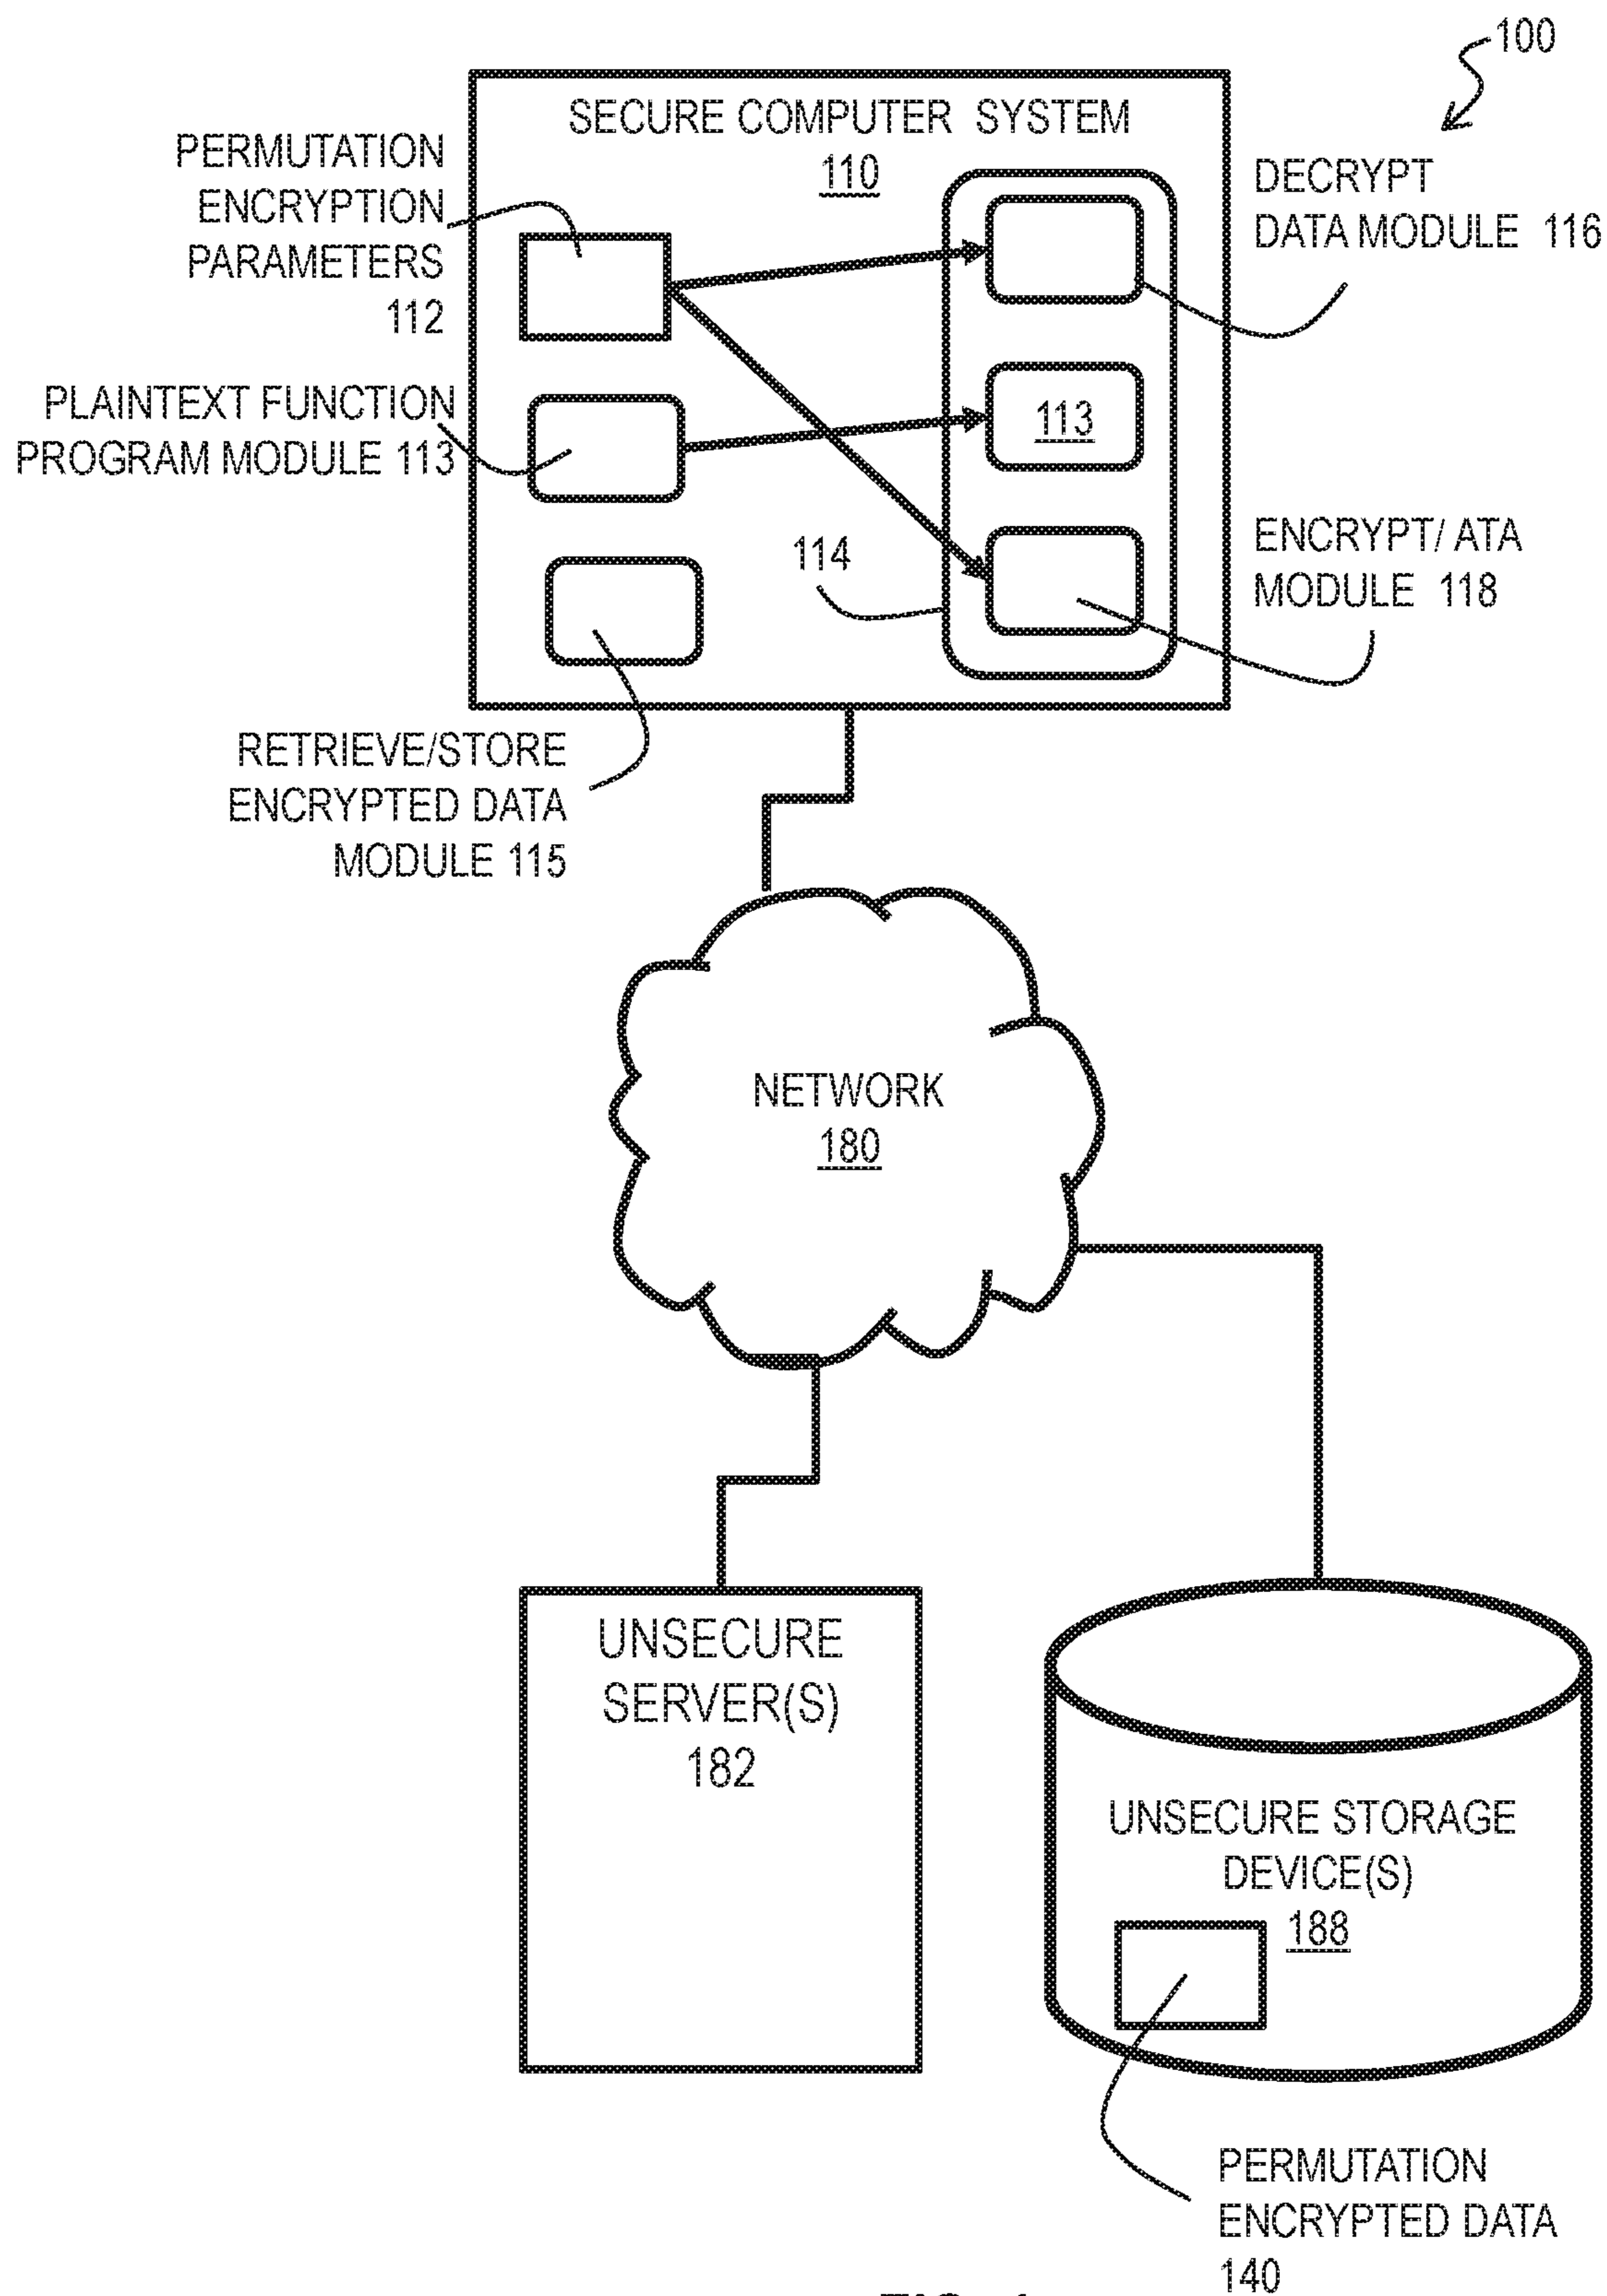 100
SECURE COMPUTER SYSTEM
110
PERMUTATION
ENCRYPTION
PARAMETERS
112
DECRYPT
DATA MODULE 116
PLAINTEXT FUNCTION
PROGRAM MODULE 113
113
114
ENCRYPT/ ATA
MODULE 118
RETRIEVE/STORE
ENCRYPTED DATA
MODULE 115
NETWORK
180
UNSECURE
SERVER(S)
182
UNSECURE STORAGE
DEVICE(S)
188
PERMUTATION
ENCRYPTED DATA
140